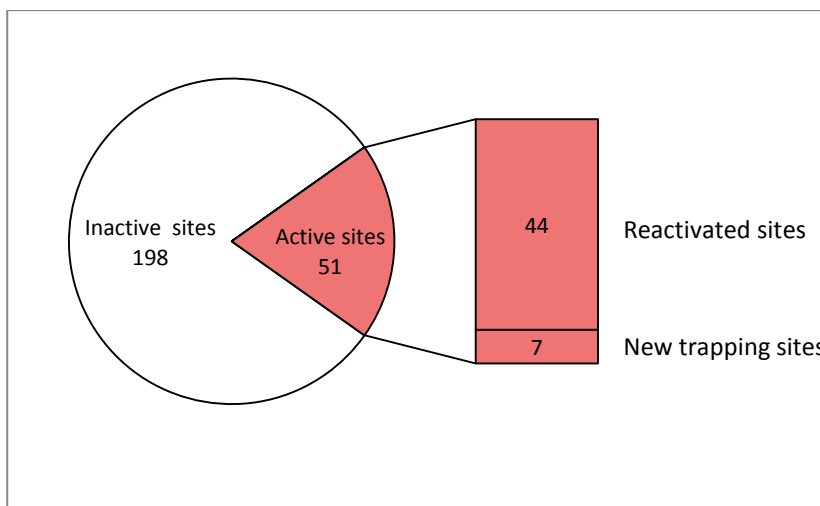 Inactive sites
198
Active sites
51
44
Reactivated sites
7
New trapping sites